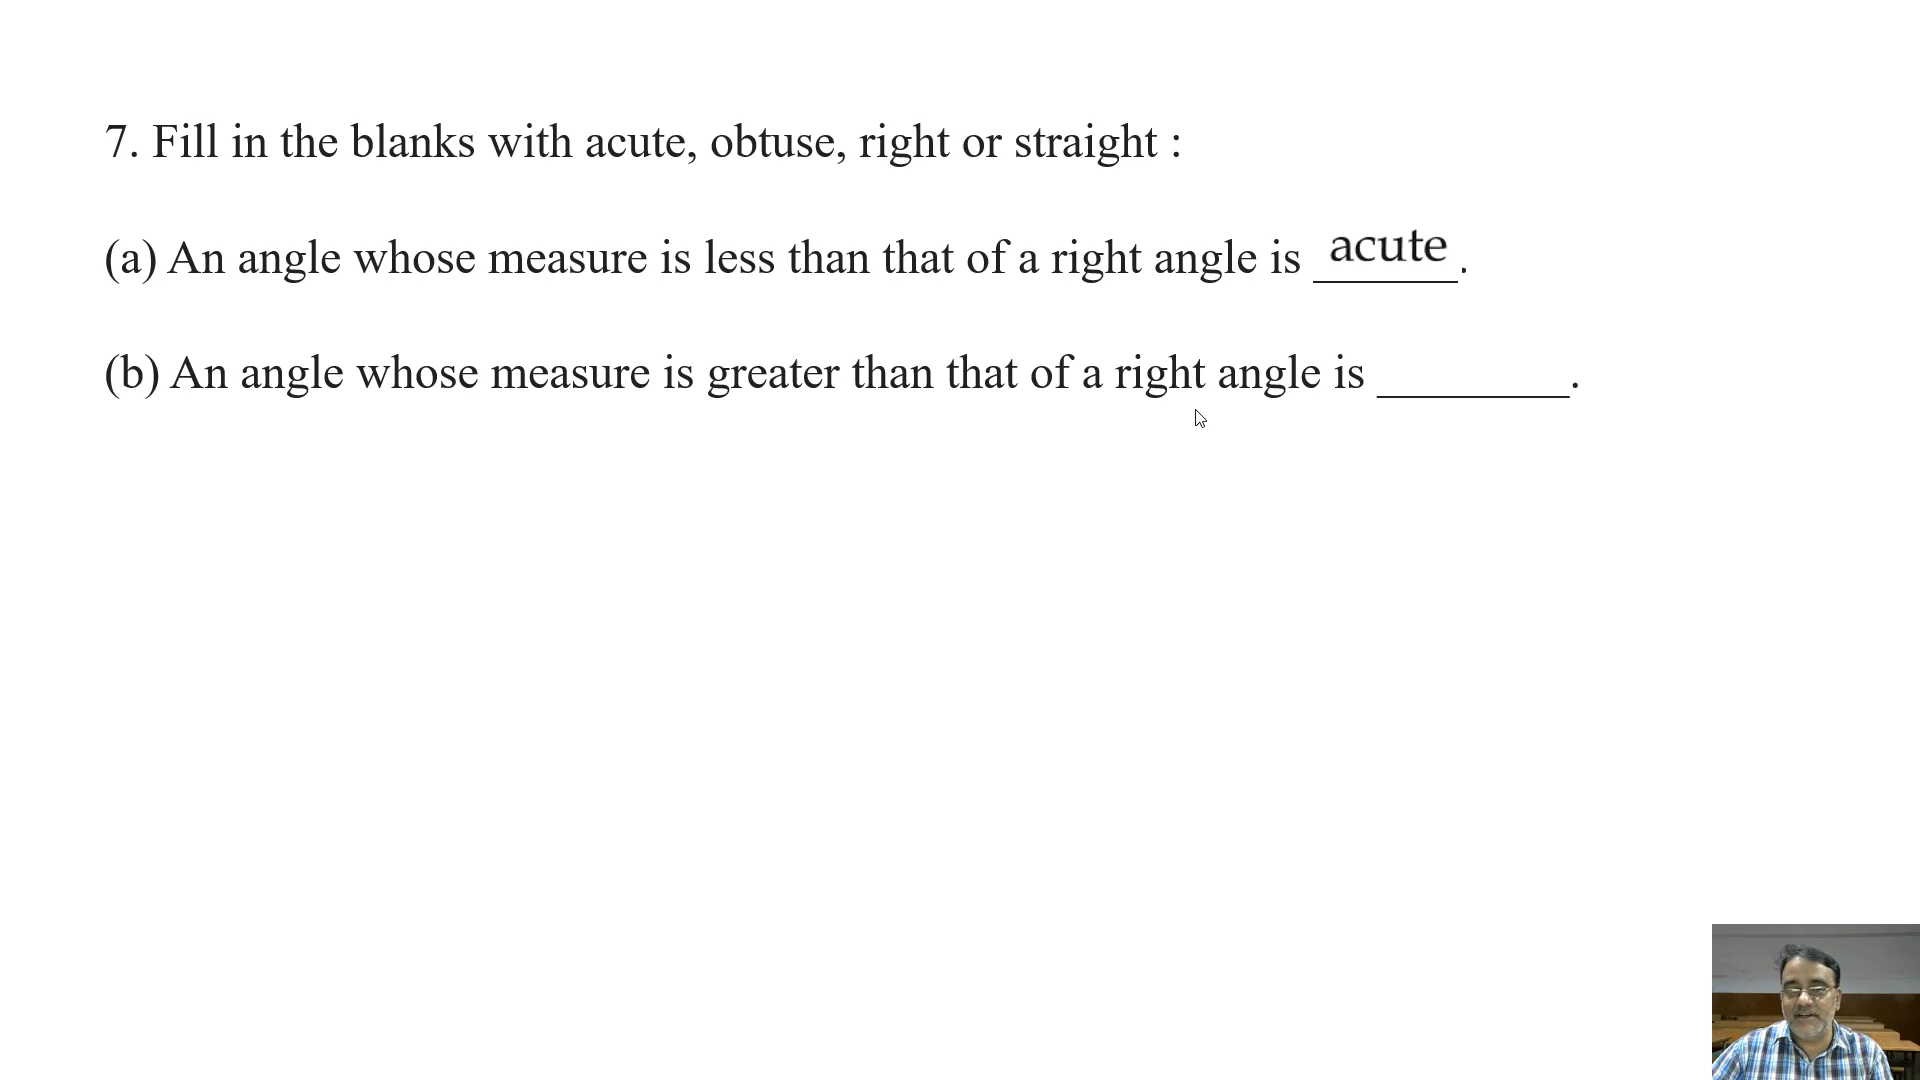 7. Fill in the blanks with acute, obtuse, right or straight :
(a) An angle whose measure is less than that of a right angle is acute.
(b) An angle whose measure is greater than that of a right angle is ________.